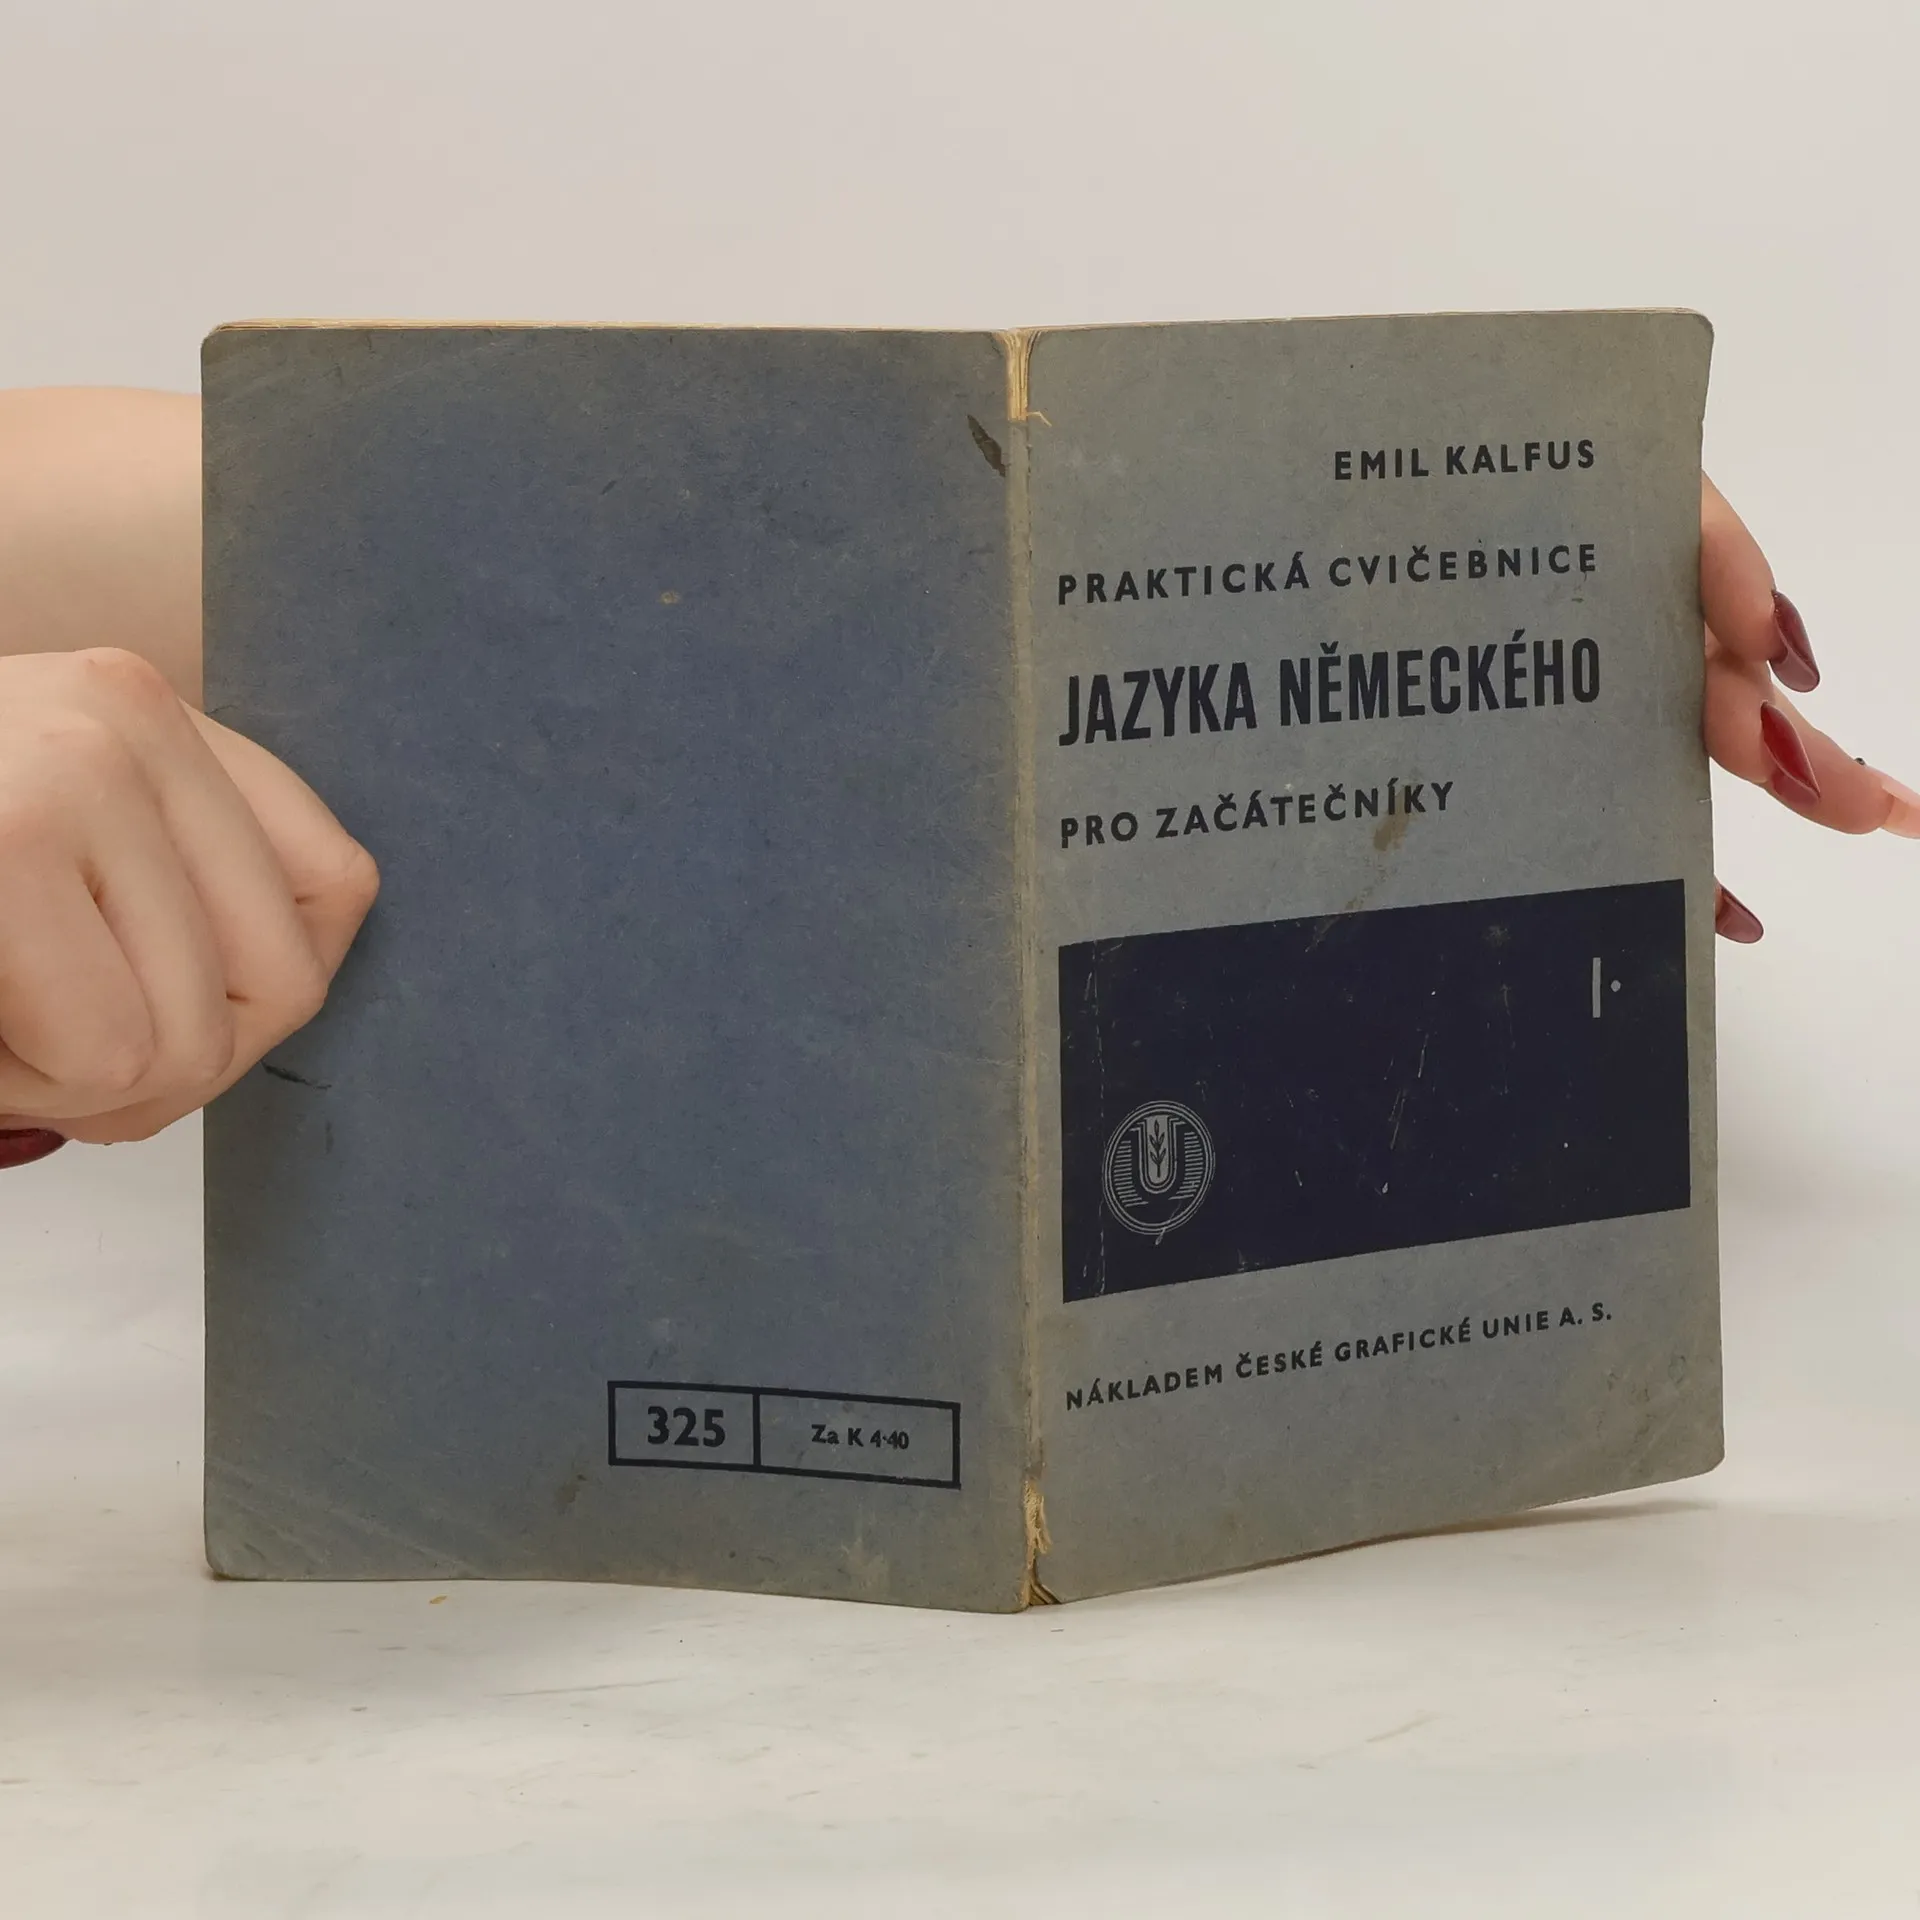 EMIL KALFUS
PRAKTICKÁ CVIČEBNICE
JAZYKA NĚMECKÉHO
PRO ZAČÁTEČNÍKY
I.
U
NÁKLADEM ČESKÉ GRAFICKÉ UNIE A. S.
325 Za K 4·40